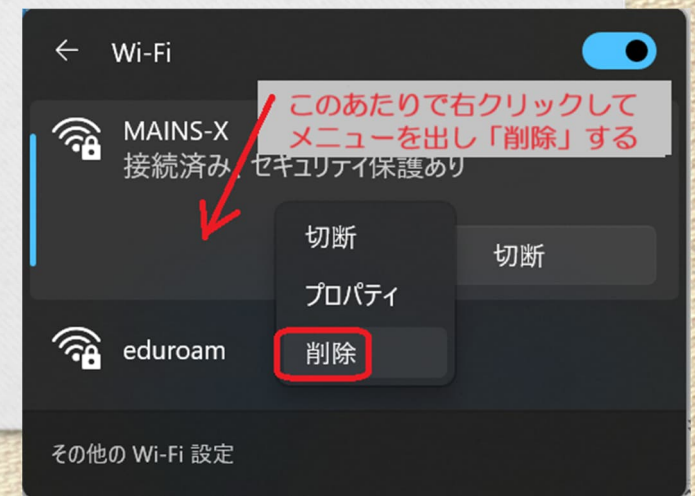 Wi-Fi
このあたりで右クリックして
メニューを出し「削除」する
MAINS-X
接続済み、セキュリティ保護あり
切断
切断
プロパティ
削除
eduroam
その他の Wi-Fi 設定